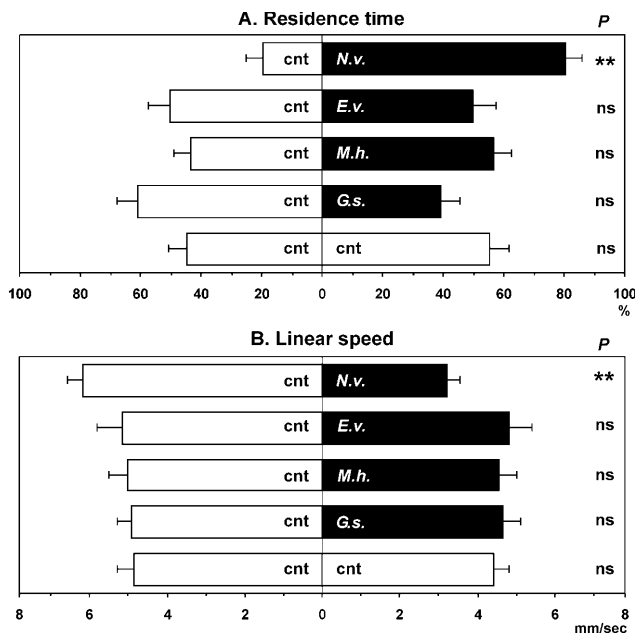 A. Residence time P
cnt N.v. **
cnt E.v. ns
cnt M.h. ns
cnt G.s. ns
cnt cnt ns
100 80 60 40 20 0 20 40 60 80 100
%
B. Linear speed P
cnt N.v. **
cnt E.v. ns
cnt M.h. ns
cnt G.s. ns
cnt cnt ns
8 6 4 2 0 2 4 6 8
mm/sec